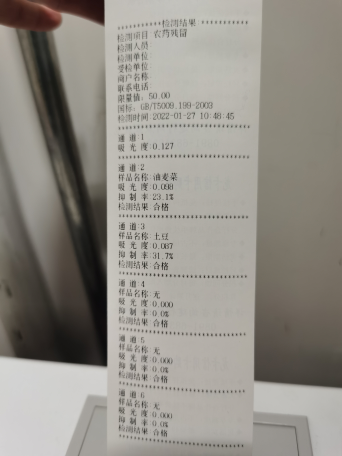 ************检测结果************
检测项目:农药残留
检测人员:
检测单位:
受检单位:
商户名称:
联系电话:
限量值: 50.00
国标: GB/T5009.199-2003
检测时间:2022-01-27 10:48:45
********************************
通 道:1
吸 光 度:0.127
********************************
通 道:2
样品名称:油麦菜
吸 光 度:0.098
抑 制 率:23.1%
检测结果:合格
********************************
通 道:3
样品名称:土豆
吸 光 度:0.087
抑 制 率:31.7%
检测结果:合格
********************************
通 道:4
样品名称:无
吸 光 度:0.000
抑 制 率:0.0%
检测结果:合格
********************************
通 道:5
样品名称:无
吸 光 度:0.000
抑 制 率:0.0%
检测结果:合格
********************************
通 道:6
样品名称:无
吸 光 度:0.000
抑 制 率:0.0%
检测结果:合格
********************************